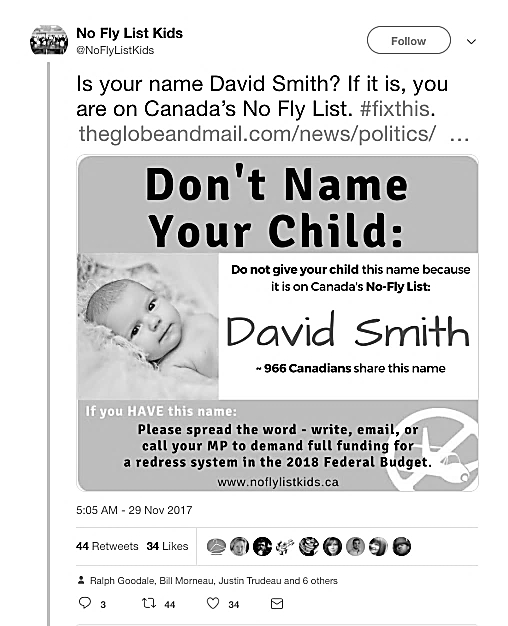 No Fly List Kids
@NoFlyListKids
Follow
Is your name David Smith? If it is, you
are on Canada's No Fly List. #fixthis.
theglobeandmail.com/news/politics/ …
Don't Name
Your Child:
Do not give your child this name because
it is on Canada's No-Fly List:
David Smith
~ 966 Canadians share this name
If you HAVE this name:
Please spread the word - write, email, or
call your MP to demand full funding for
a redress system in the 2018 Federal Budget.
www.noflylistkids.ca
5:05 AM - 29 Nov 2017
44 Retweets 34 Likes
Ralph Goodale, Bill Morneau, Justin Trudeau and 6 others
3 44 34